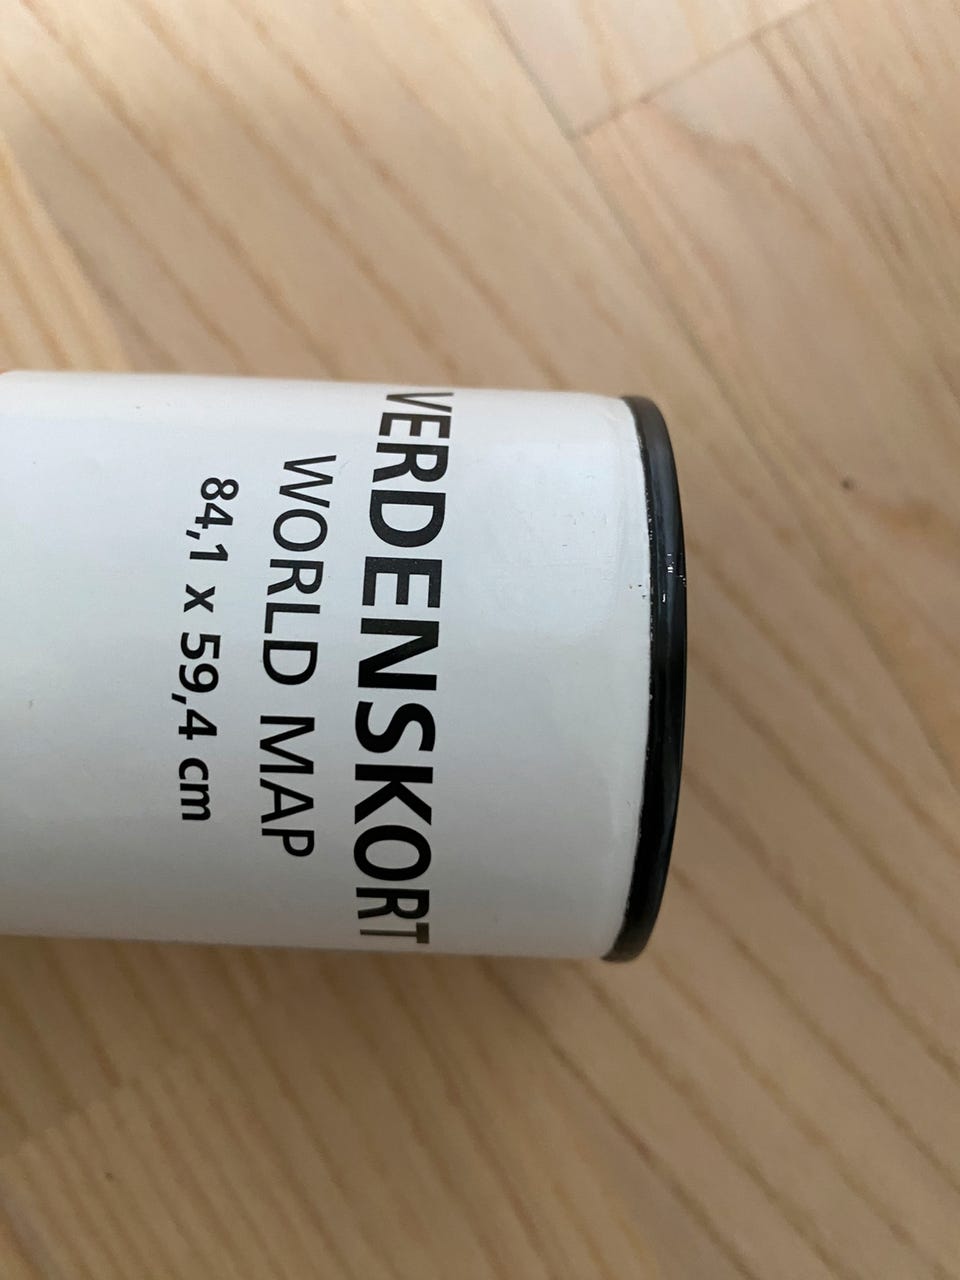 VERDENSKORT
WORLD MAP
84,1 x 59,4 cm